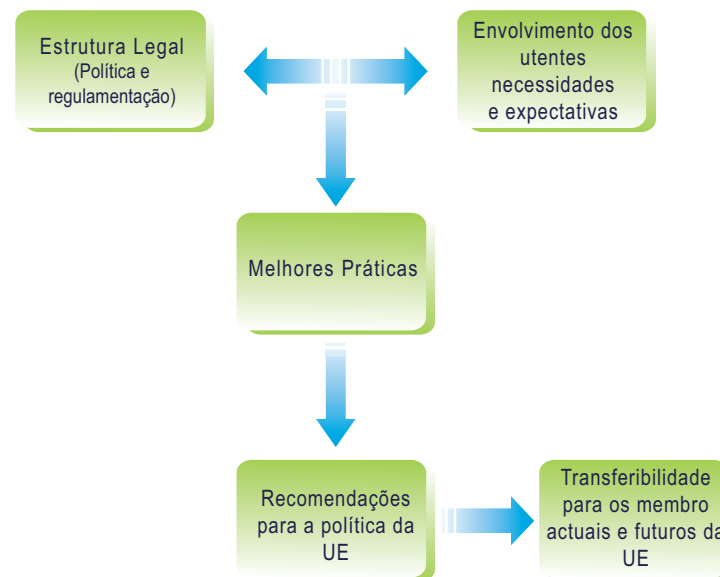 Estrutura Legal
(Política e
regulamentação)
Envolvimento dos
utentes
necessidades
e expectativas
Melhores Práticas
Recomendações
para a política da
UE
Transferibilidade
para os membro
actuais e futuros da
UE